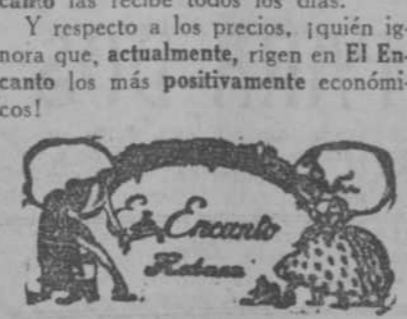 canto las recibe todos los días.
Y respecto a los precios, ¡quién ig-
nora que, actualmente, rigen en El En-
canto los más positivamente económi-
cos!
El Encanto
Habana